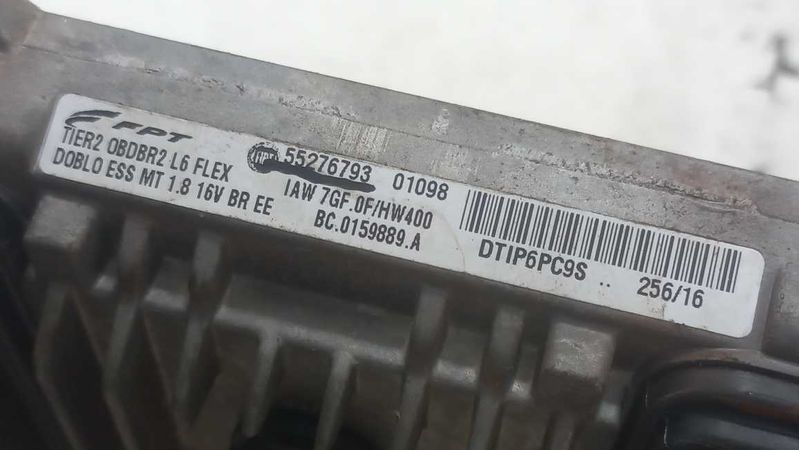 FPT
TIER2 OBDBR2 L6 FLEX
DOBLO ESS MT 1.8 16V BR EE
FIAT 55276793 01098
IAW 7GF.0F/HW400
BC.0159889.A
DTIP6PC9S .. 256/16